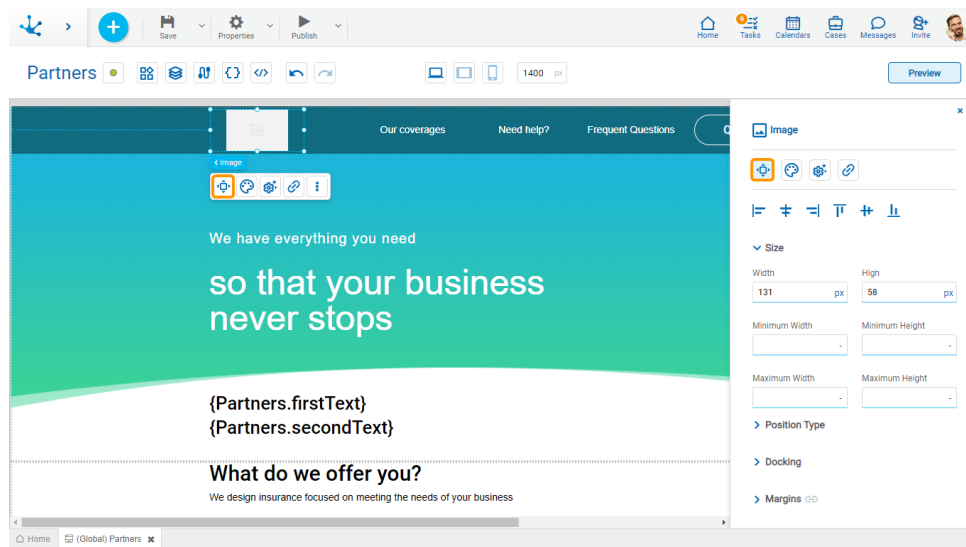 Save
Properties
Publish
Home
9
Tasks
Calendars
Cases
Messages
Invite
Partners
1400 px
Preview
Our coverages
Need help?
Frequent Questions
Image
Image
We have everything you need
so that your business
never stops
Size
Width
High
131 px
58 px
Minimum Width
Minimum Height
-
-
Maximum Width
Maximum Height
-
-
{Partners.firstText}
{Partners.secondText}
Position Type
Docking
What do we offer you?
We design insurance focused on meeting the needs of your business
Margins
Home
(Global) Partners